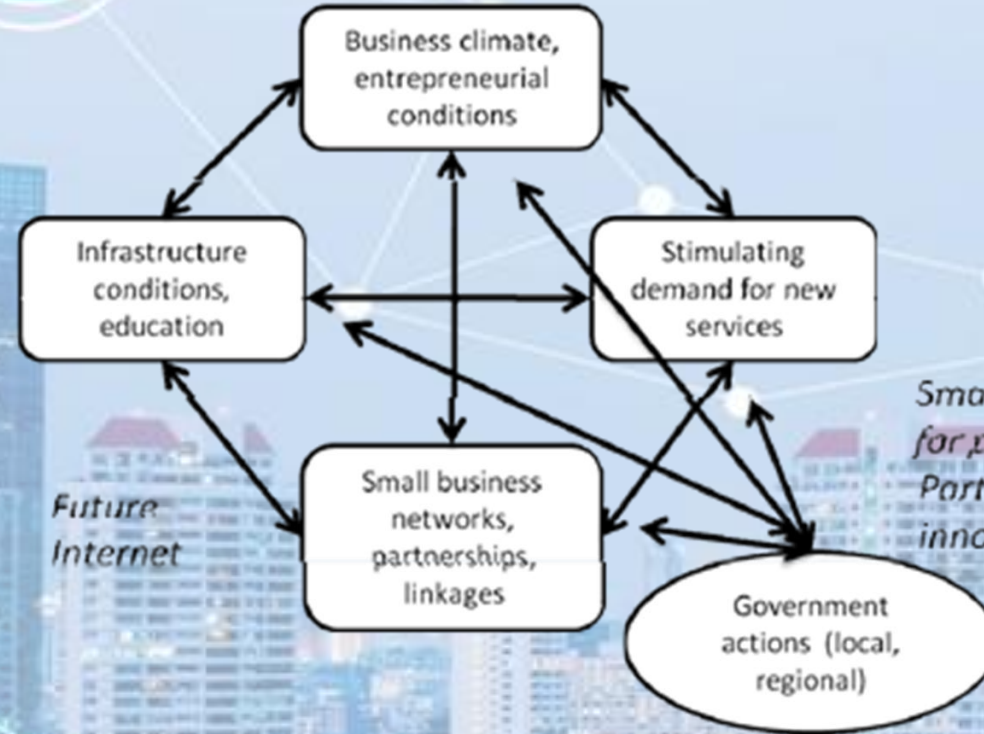 Business climate,
entrepreneurial
conditions
Infrastructure
conditions,
education
Stimulating
demand for new
services
Small business
networks,
partnerships,
linkages
Future
Internet
Government
actions (local,
regional)